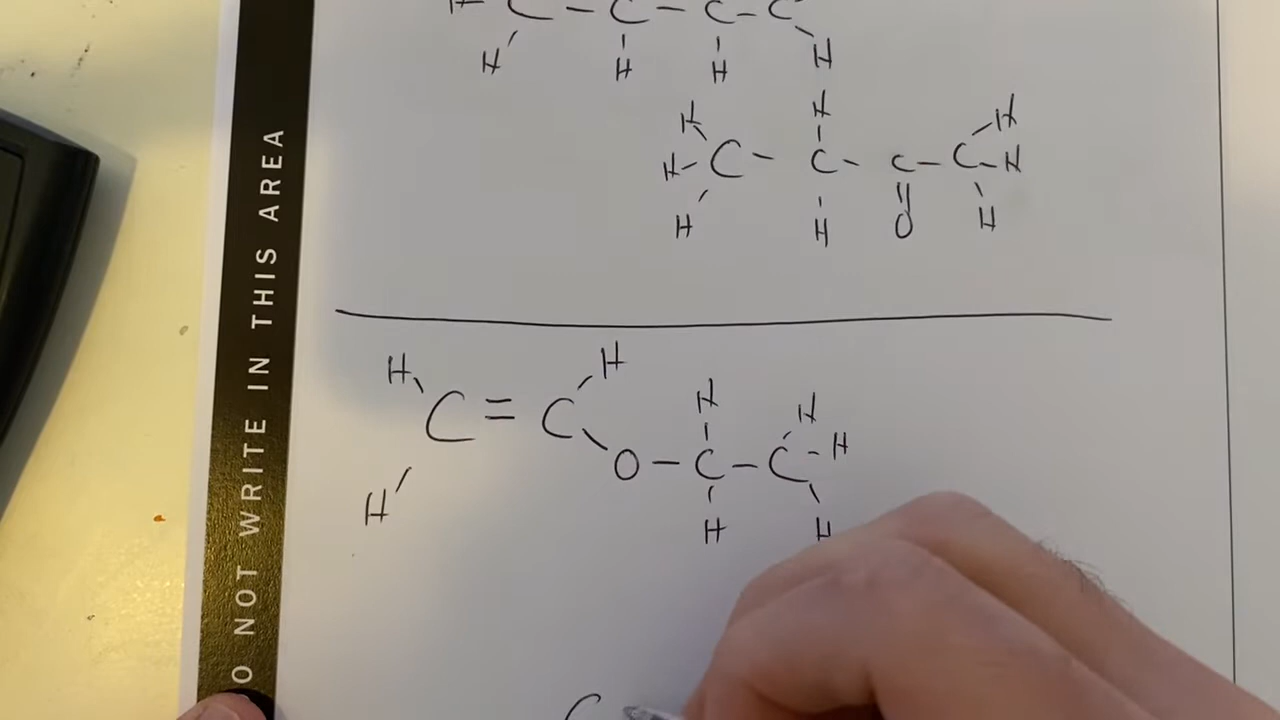 H C - C - C - C
H H H H
H H H
H - C - C - C - C - H
H H O H
H H
C = C H H
O - C - C - H
H H H
C
DO NOT WRITE IN THIS AREA